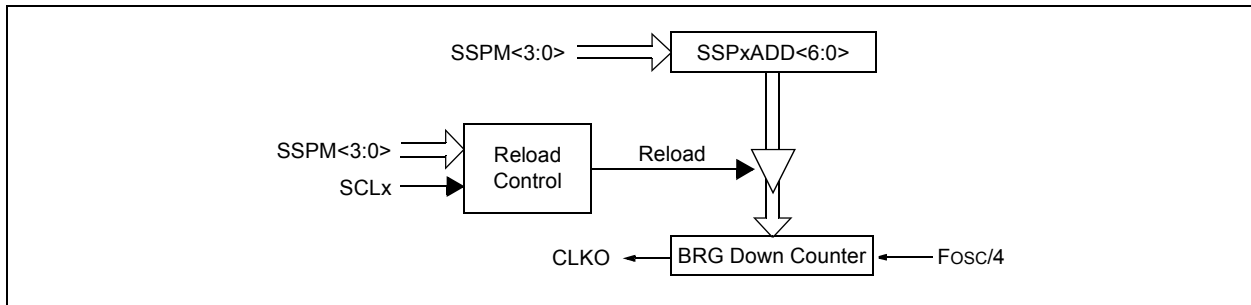 SSPM<3:0>
SSPxADD<6:0>
SSPM<3:0>
SCLx
Reload
Control
Reload
CLKO
BRG Down Counter
FOSC/4